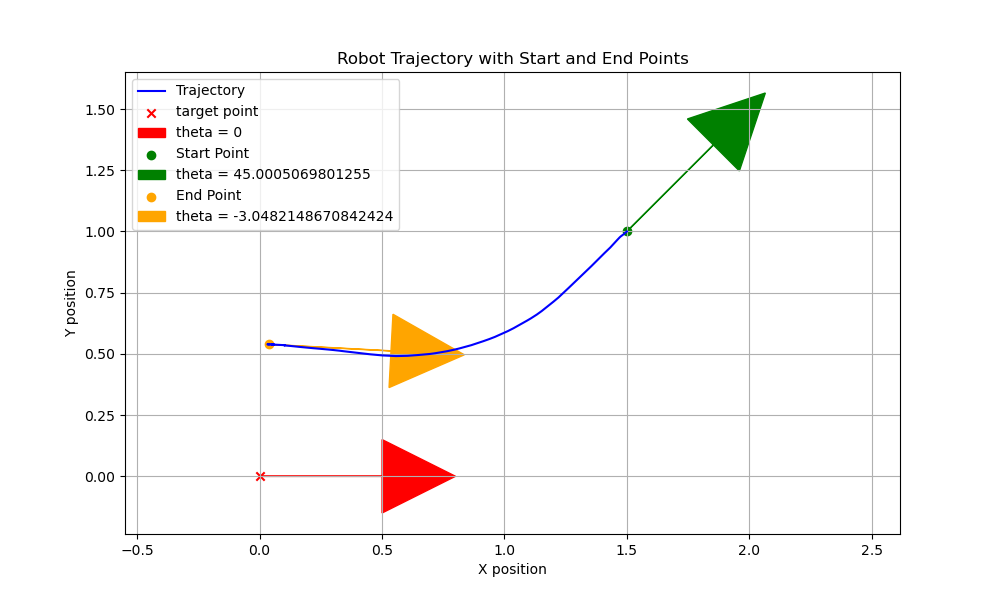 Robot Trajectory with Start and End Points
Trajectory
target point
theta = 0
Start Point
theta = 45.0005069801255
End Point
theta = -3.0482148670842424
Y position
1.50
1.25
1.00
0.75
0.50
0.25
0.00
−0.5
0.0
0.5
1.0
1.5
2.0
2.5
X position